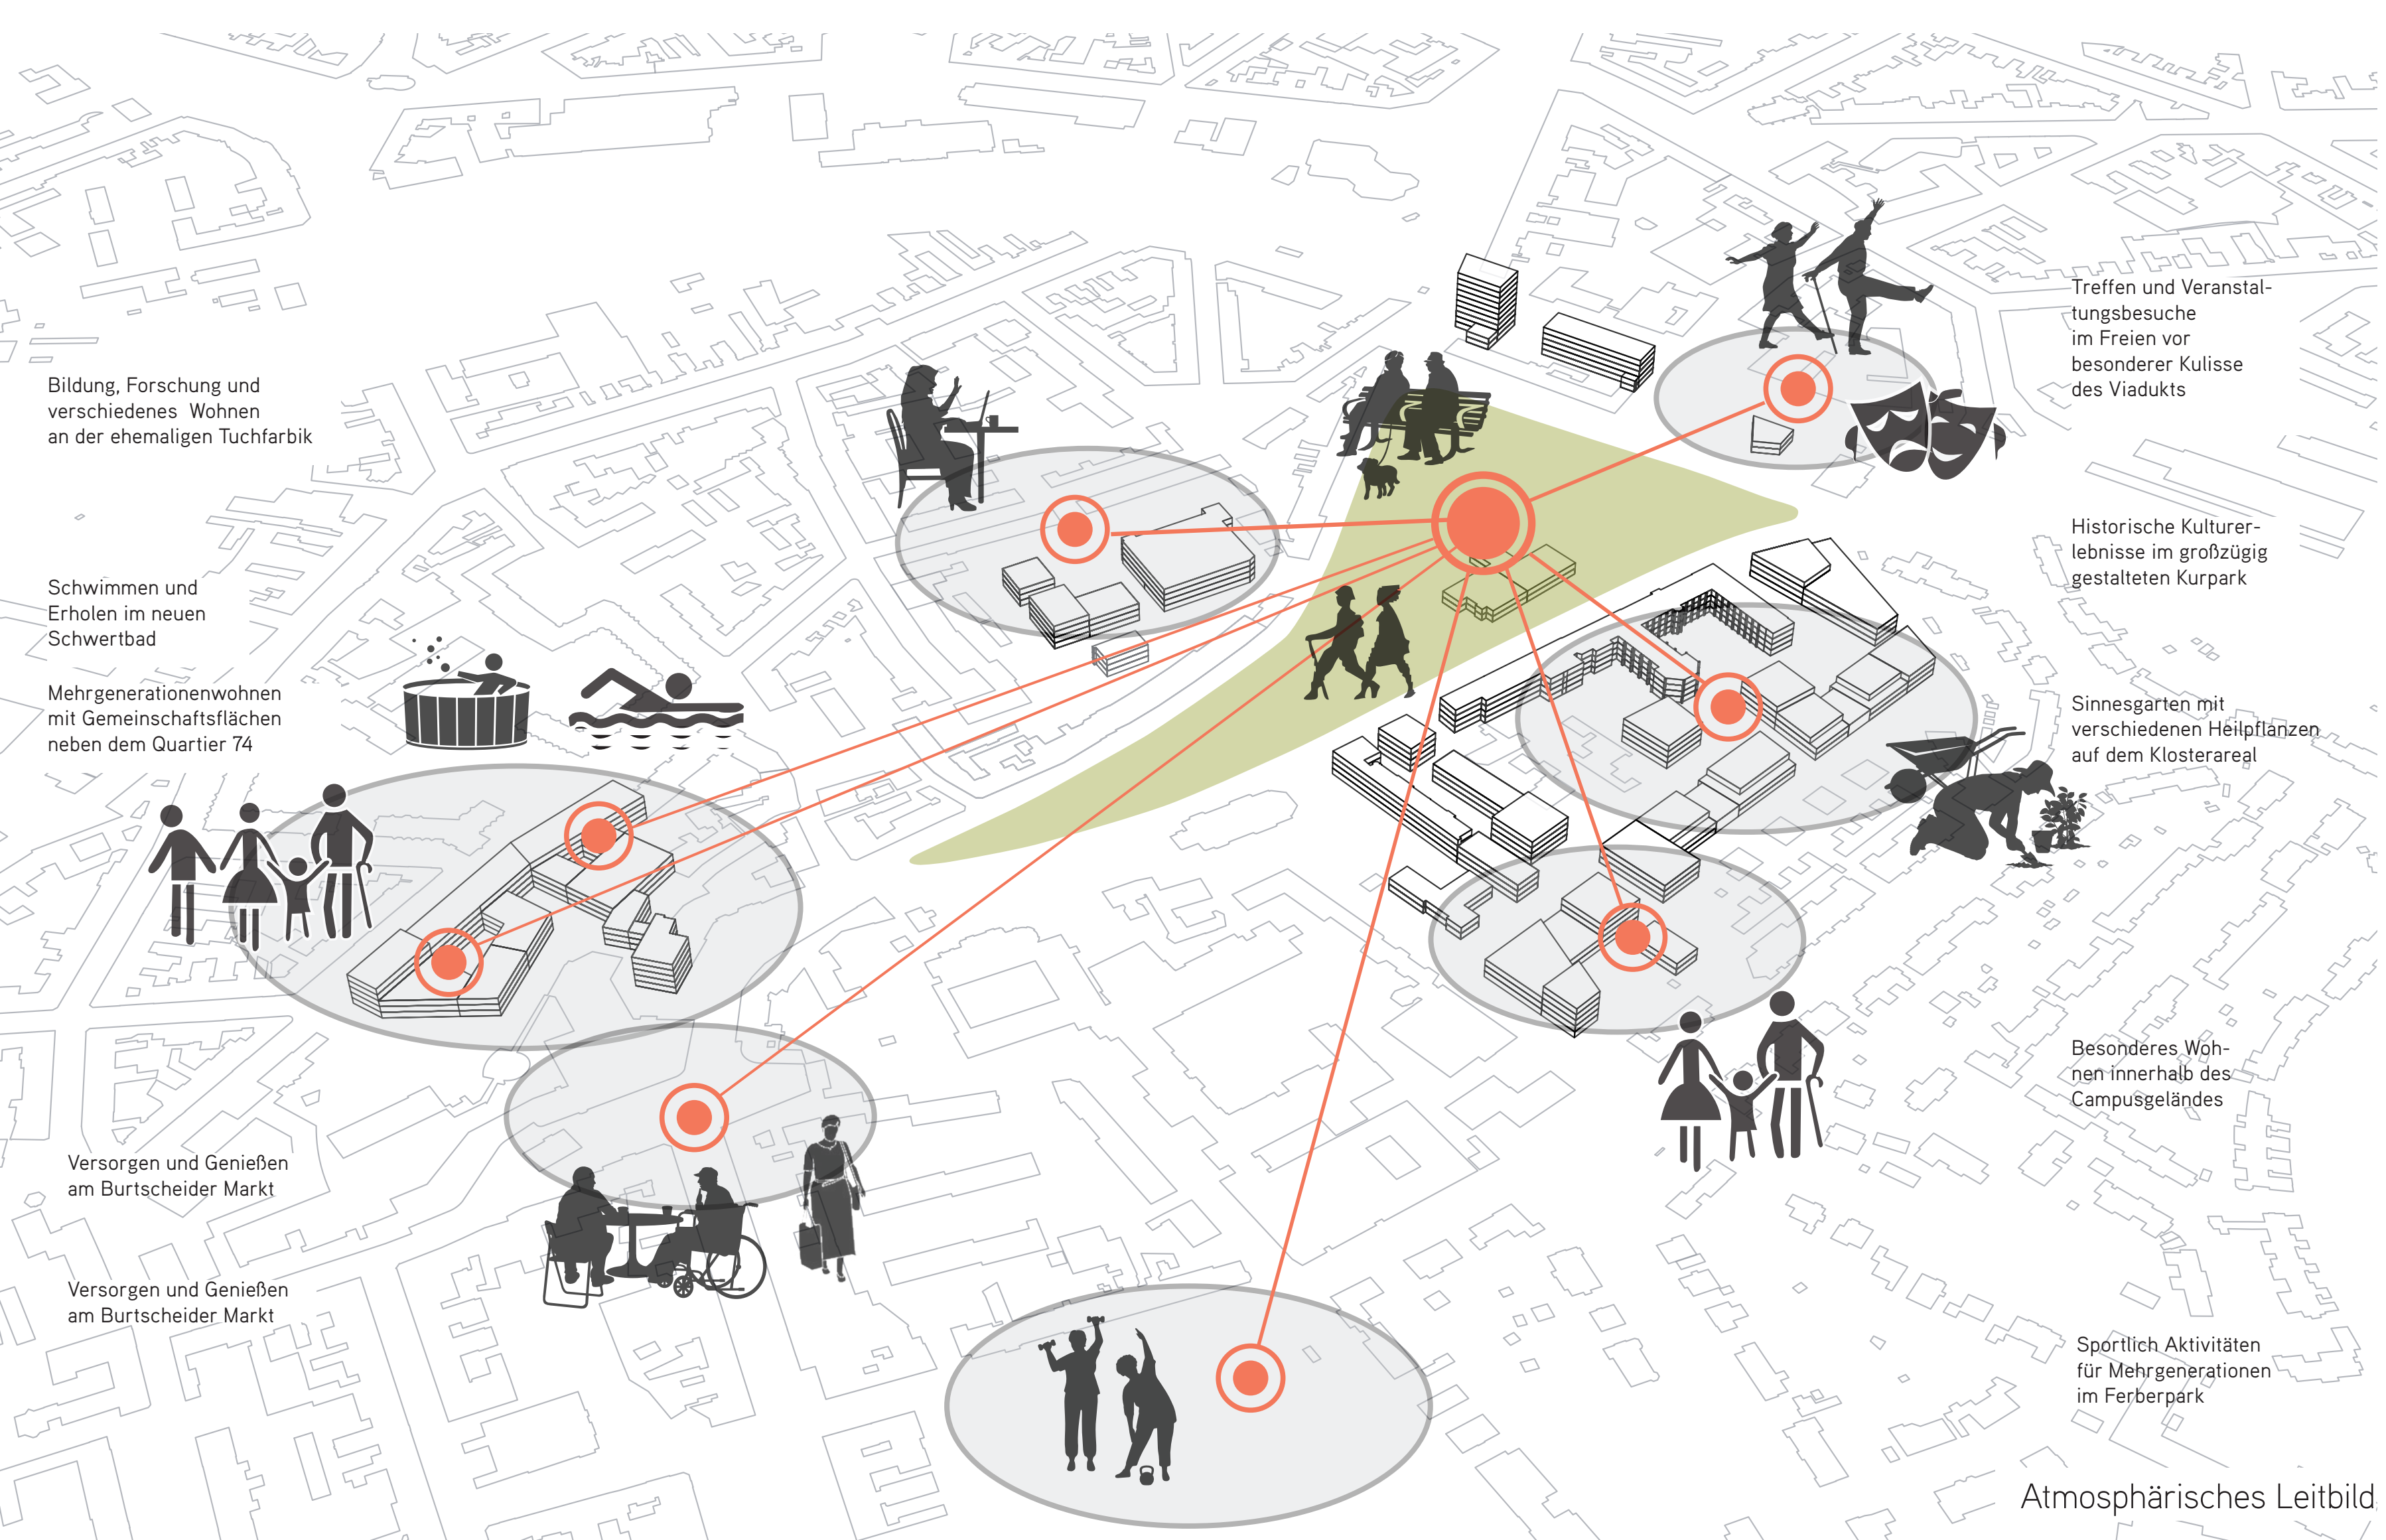 Bildung, Forschung und
verschiedenes Wohnen
an der ehemaligen Tuchfarbik
Schwimmen und
Erholen im neuen
Schwertbad
Mehrgenerationenwohnen
mit Gemeinschaftsflächen
neben dem Quartier 74
Versorgen und Genießen
am Burtscheider Markt
Versorgen und Genießen
am Burtscheider Markt
Treffen und Veranstal-
tungsbesuche
im Freien vor
besonderer Kulisse
des Viadukts
Historische Kulturer-
lebnisse im großzügig
gestalteten Kurpark
Sinnesgarten mit
verschiedenen Heilpflanzen
auf dem Klosterareal
Besonderes Woh-
nen innerhalb des
Campusgeländes
Sportlich Aktivitäten
für Mehrgenerationen
im Ferberpark
Atmosphärisches Leitbild